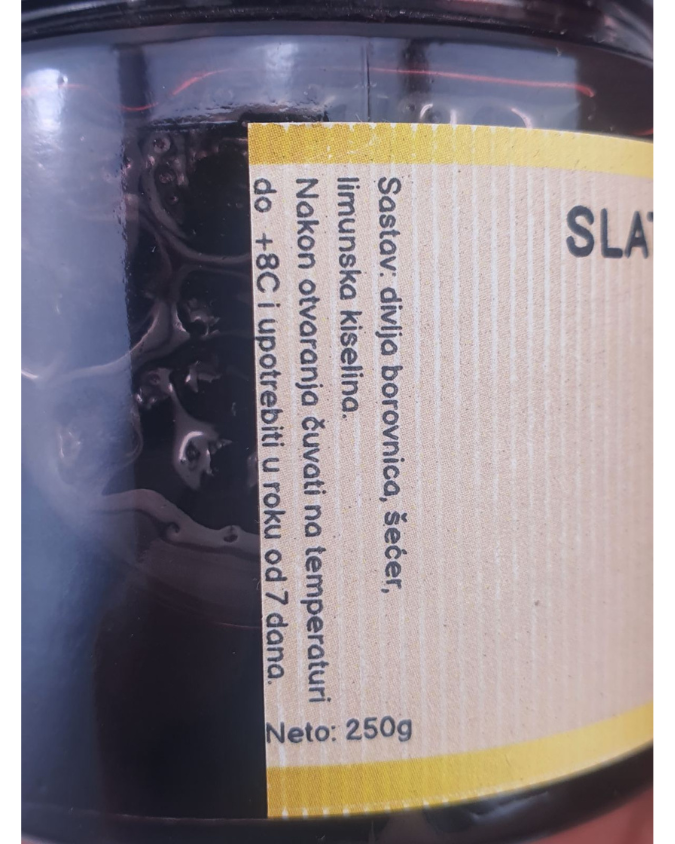 Sastav: divlja borovnica, šećer,
limunska kiselina.
Nakon otvaranja čuvati na temperaturi
do +8C i upotrebiti u roku od 7 dana.
Neto: 250g